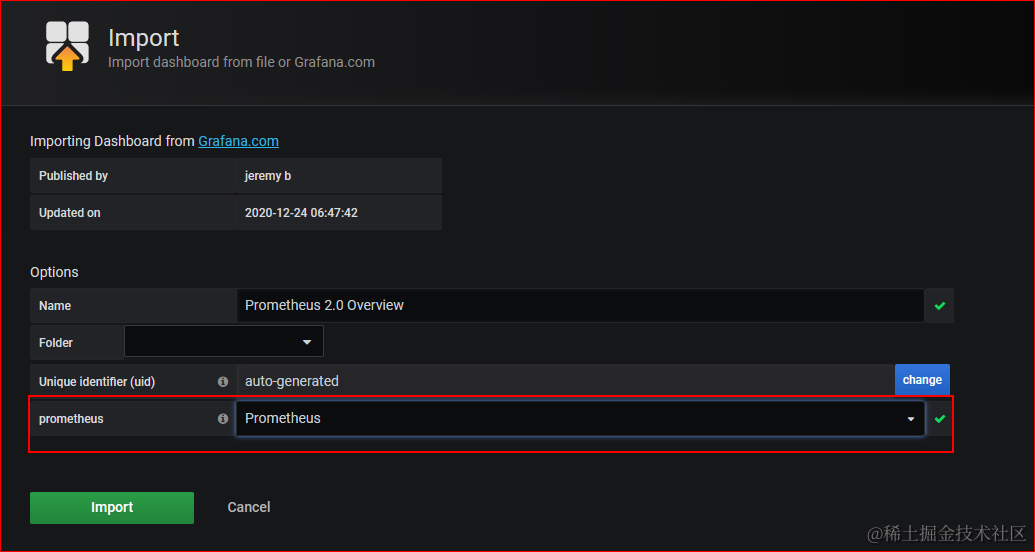 Import
Import dashboard from file or Grafana.com
Importing Dashboard from Grafana.com
Published by jeremy b
Updated on 2020-12-24 06:47:42
Options
Name Prometheus 2.0 Overview
Folder
Unique identifier (uid) auto-generated change
prometheus Prometheus
Import Cancel
@稀土掘金技术社区